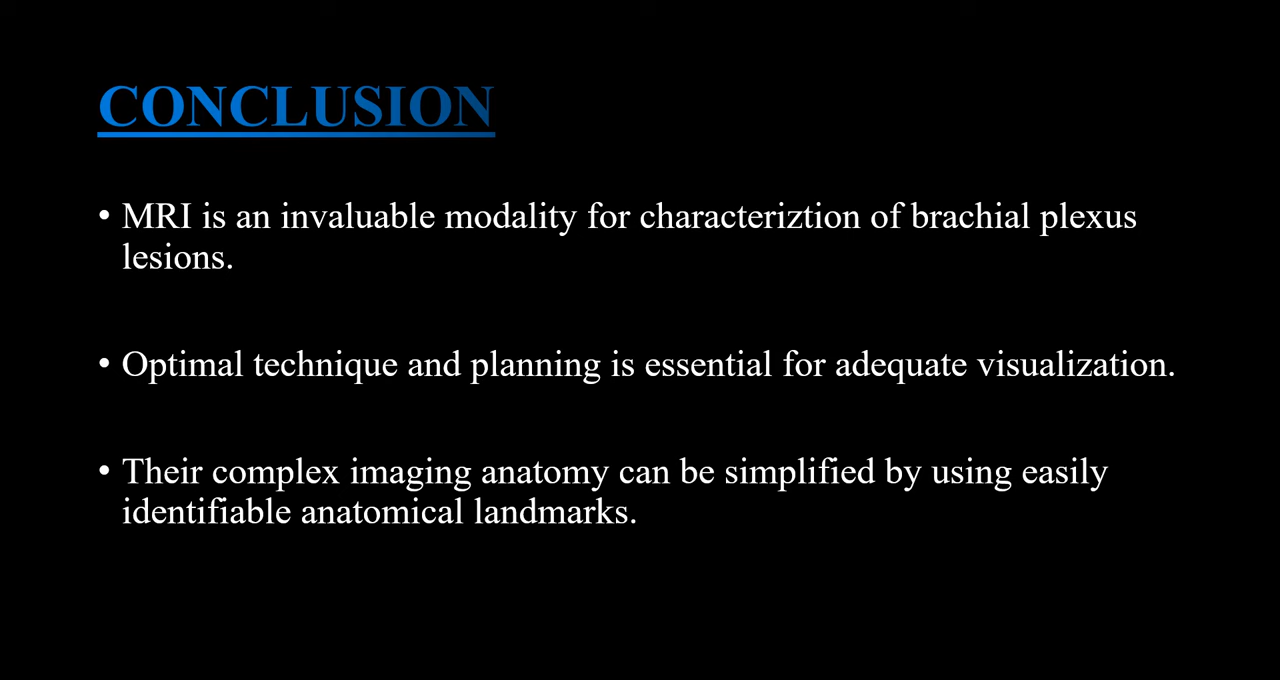 CONCLUSION
• MRI is an invaluable modality for characteriztion of brachial plexus
lesions.
• Optimal technique and planning is essential for adequate visualization.
• Their complex imaging anatomy can be simplified by using easily
identifiable anatomical landmarks.